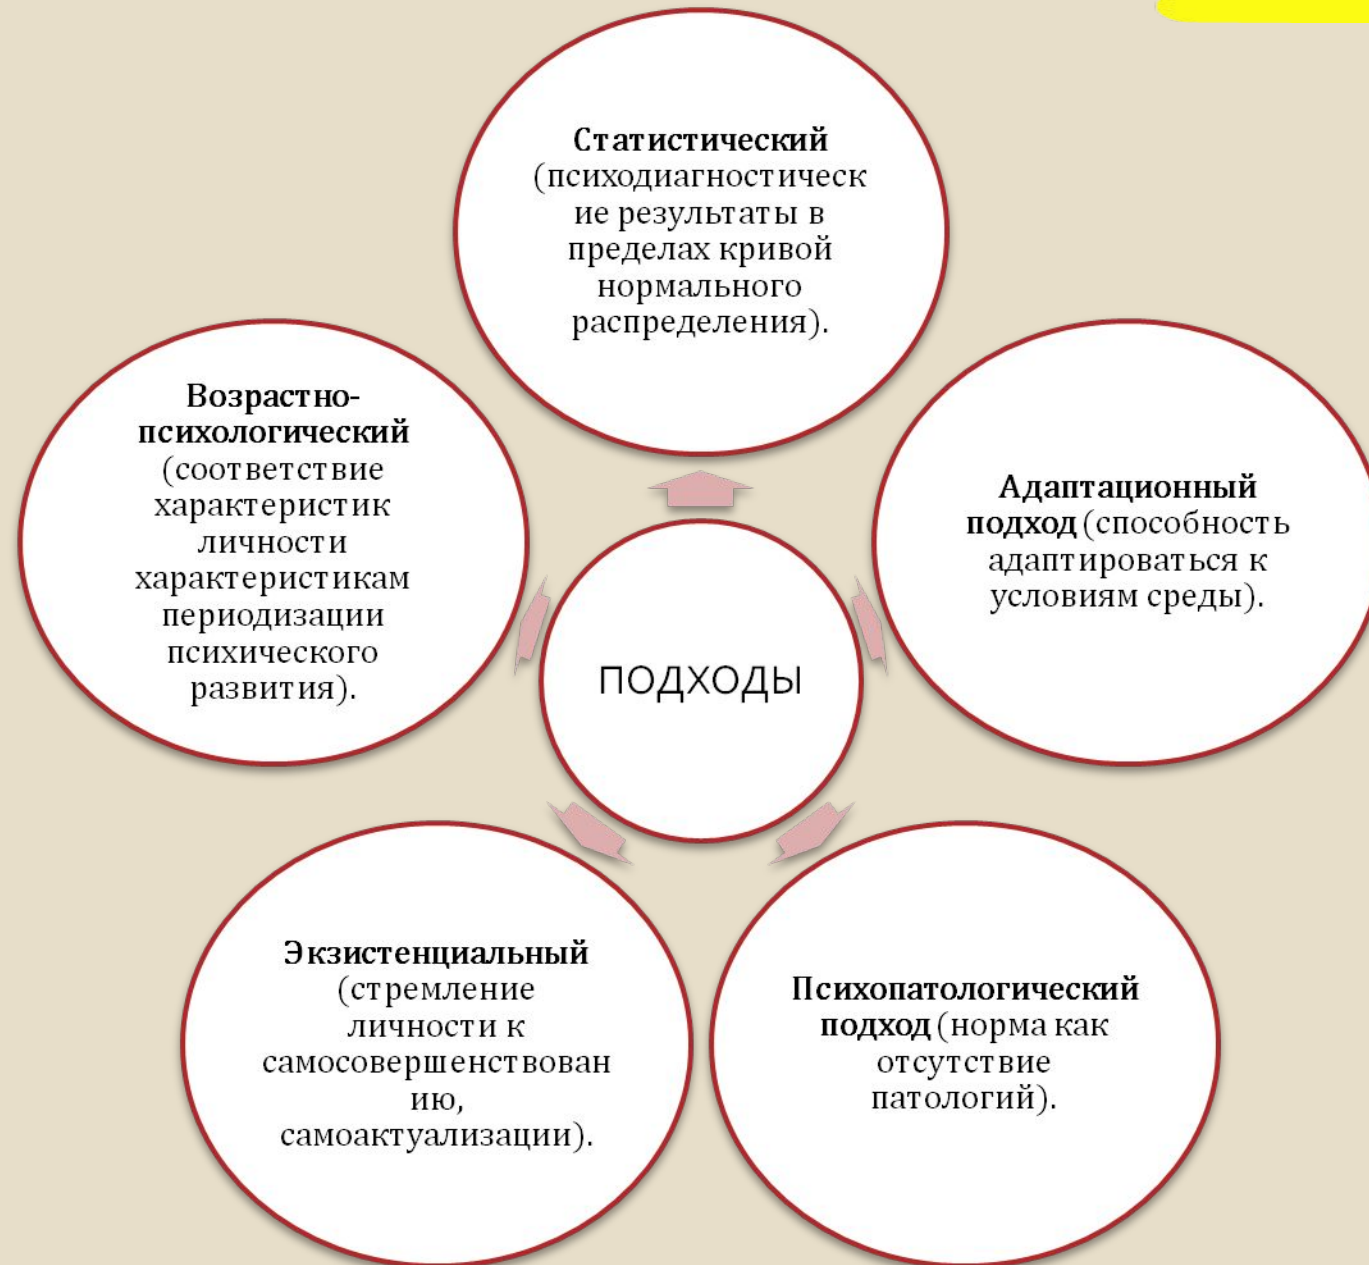 Статистический
(психодиагностическ
ие результаты в
пределах кривой
нормального
распределения).
Возрастно-
психологический
(соответствие
характеристик
личности
характеристикам
периодизации
психического
развития).
Адаптационный
подход (способность
адаптироваться к
условиям среды).
ПОДХОДЫ
Экзистенциальный
(стремление
личности к
самосовершенствован
ию,
самоактуализации).
Психопатологический
подход (норма как
отсутствие
патологий).